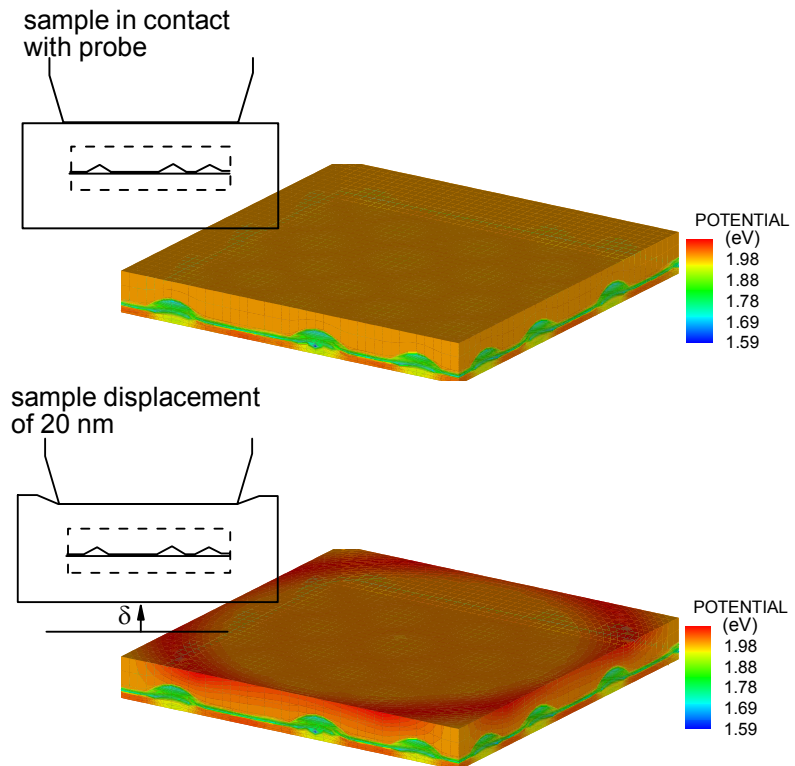 sample in contact
with probe
POTENTIAL
(eV)
1.98
1.88
1.78
1.69
1.59
sample displacement
of 20 nm
δ
POTENTIAL
(eV)
1.98
1.88
1.78
1.69
1.59